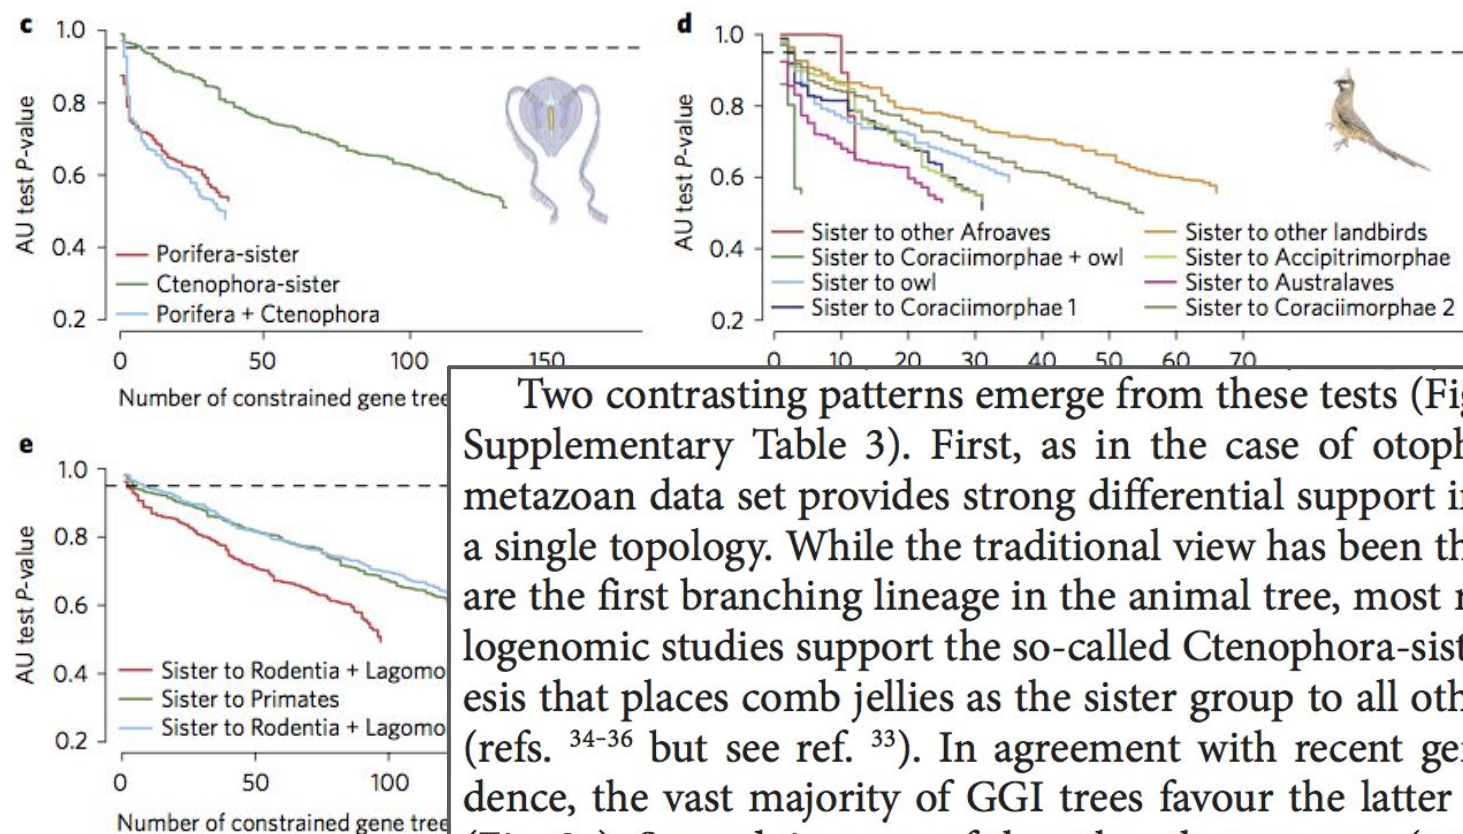 c
1.0
0.8
0.6
0.4
0.2
AU test P-value
Porifera-sister
Ctenophora-sister
Porifera + Ctenophora
0 50 100 150
Number of constrained gene tree
d
1.0
0.8
0.6
0.4
0.2
AU test P-value
Sister to other Afroaves
Sister to Coraciimorphae + owl
Sister to owl
Sister to Coraciimorphae 1
Sister to other landbirds
Sister to Accipitrimorphae
Sister to Australaves
Sister to Coraciimorphae 2
0 10 20 30 40 50 60 70
e
1.0
0.8
0.6
0.4
0.2
AU test P-value
Sister to Rodentia + Lagomo
Sister to Primates
Sister to Rodentia + Lagomo
0 50 100
Number of constrained gene tree
Two contrasting patterns emerge from these tests (Fig
Supplementary Table 3). First, as in the case of otoph
metazoan data set provides strong differential support i
a single topology. While the traditional view has been th
are the first branching lineage in the animal tree, most
logenomic studies support the so-called Ctenophora-sist
esis that places comb jellies as the sister group to all oth
(refs. 34–36 but see ref. 33). In agreement with recent ge
dence, the vast majority of GGI trees favour the latter